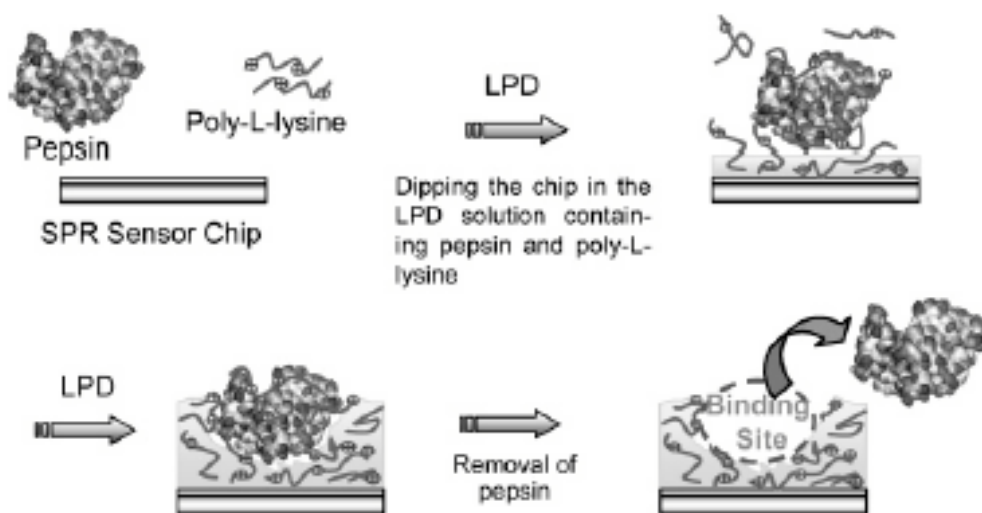 Pepsin
Poly-L-lysine
SPR Sensor Chip
LPD
Dipping the chip in the
LPD solution contain-
ing pepsin and poly-L-
lysine
LPD
Removal of
pepsin
Binding
Site